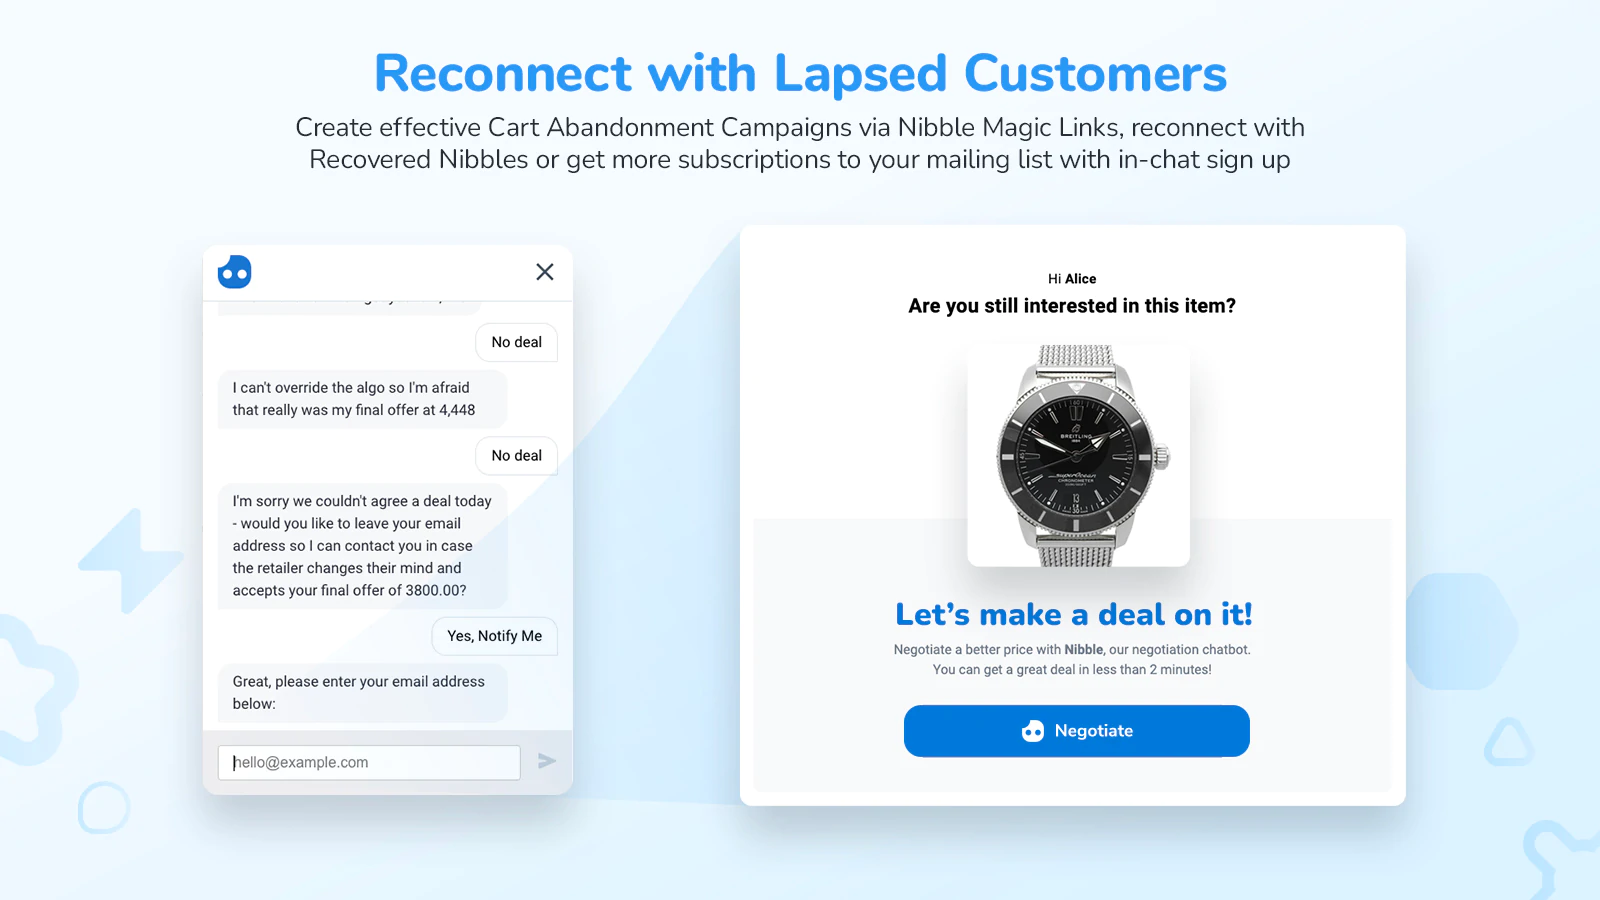 Reconnect with Lapsed Customers
Create effective Cart Abandonment Campaigns via Nibble Magic Links, reconnect with
Recovered Nibbles or get more subscriptions to your mailing list with in-chat sign up
No deal
I can't override the algo so I'm afraid
that really was my final offer at 4,448
No deal
I'm sorry we couldn't agree a deal today
- would you like to leave your email
address so I can contact you in case
the retailer changes their mind and
accepts your final offer of 3800.00?
Yes, Notify Me
Great, please enter your email address
below:
hello@example.com
Hi Alice
Are you still interested in this item?
BREITLING
1884
superocean
CHRONOMETER
13
Let's make a deal on it!
Negotiate a better price with Nibble, our negotiation chatbot.
You can get a great deal in less than 2 minutes!
Negotiate